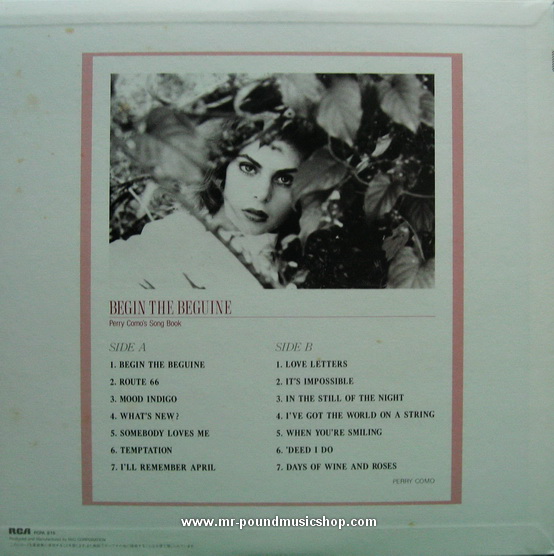 BEGIN THE BEGUINE
Perry Como's Song Book
SIDE A
1. BEGIN THE BEGUINE
2. ROUTE 66
3. MOOD INDIGO
4. WHAT'S NEW?
5. SOMEBODY LOVES ME
6. TEMPTATION
7. I'LL REMEMBER APRIL
SIDE B
1. LOVE LETTERS
2. IT'S IMPOSSIBLE
3. IN THE STILL OF THE NIGHT
4. I'VE GOT THE WORLD ON A STRING
5. WHEN YOU'RE SMILING
6. 'DEED I DO
7. DAYS OF WINE AND ROSES
PERRY COMO
RCA
www.mr-poundmusicshop.com